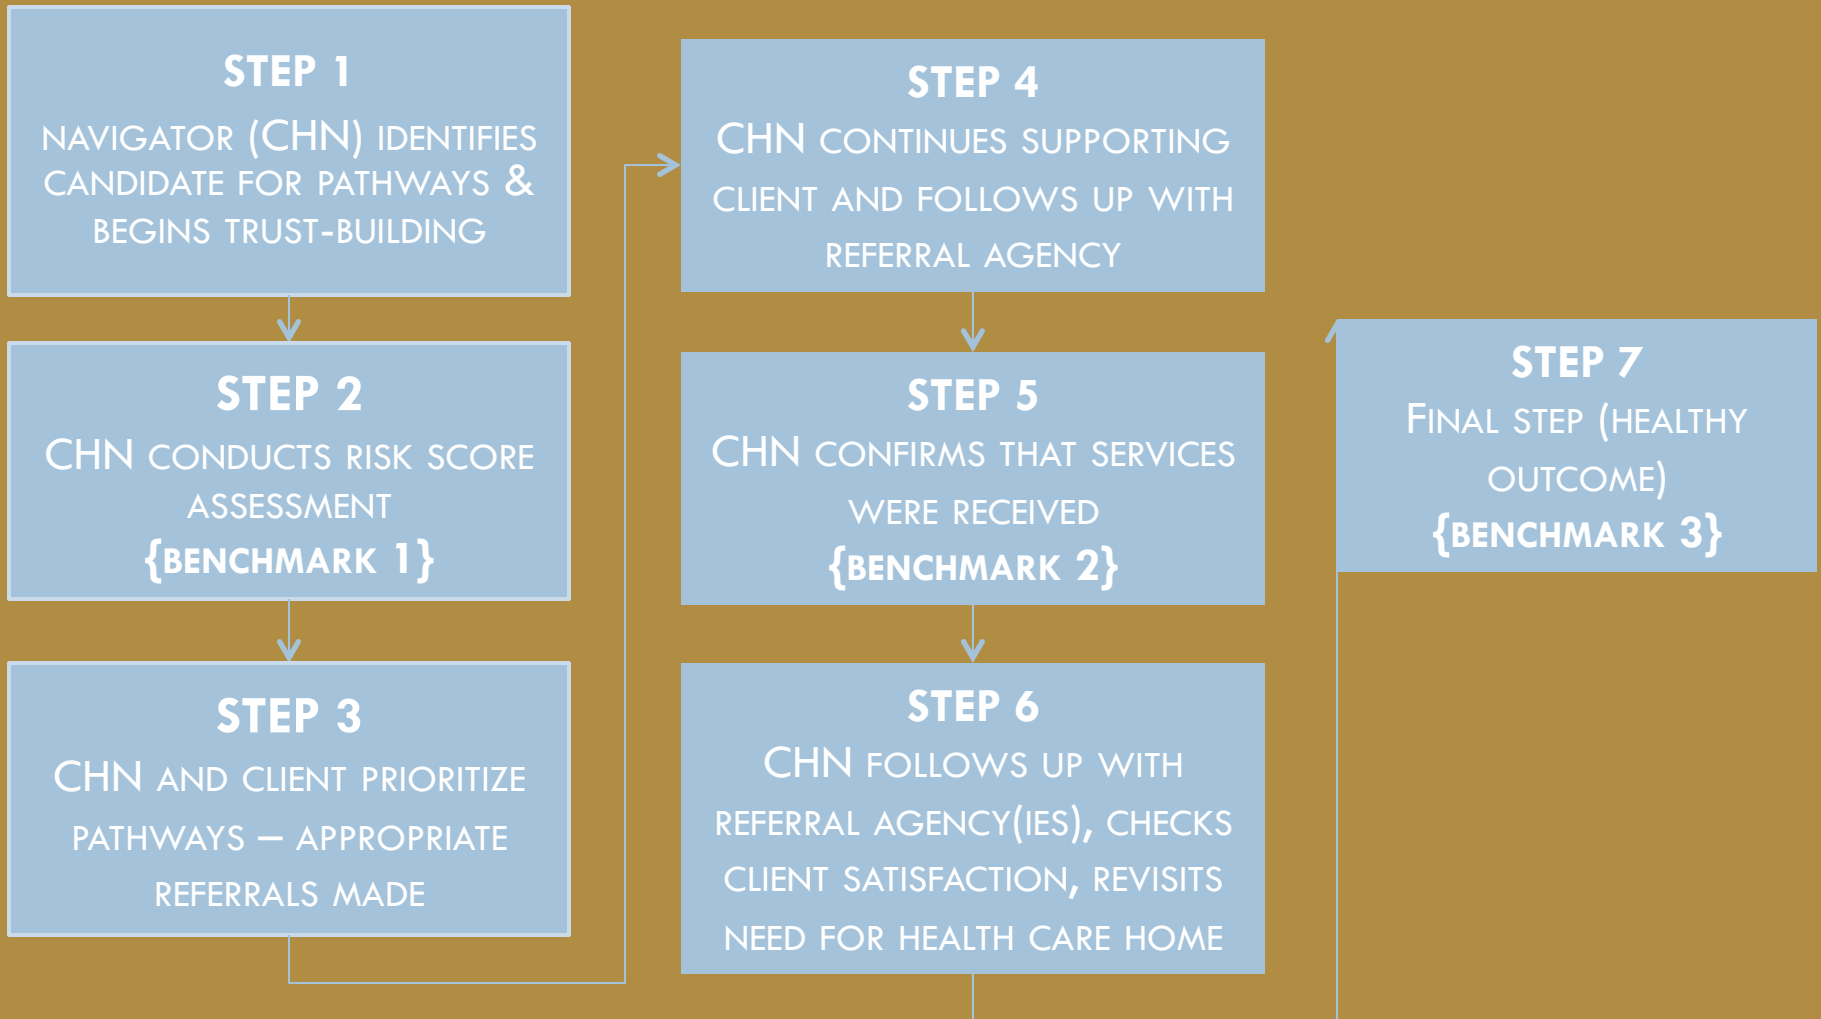 STEP 1
NAVIGATOR (CHN) IDENTIFIES
CANDIDATE FOR PATHWAYS &
BEGINS TRUST-BUILDING
STEP 2
CHN CONDUCTS RISK SCORE
ASSESSMENT
{BENCHMARK 1}
STEP 3
CHN AND CLIENT PRIORITIZE
PATHWAYS – APPROPRIATE
REFERRALS MADE
STEP 4
CHN CONTINUES SUPPORTING
CLIENT AND FOLLOWS UP WITH
REFERRAL AGENCY
STEP 5
CHN CONFIRMS THAT SERVICES
WERE RECEIVED
{BENCHMARK 2}
STEP 6
CHN FOLLOWS UP WITH
REFERRAL AGENCY(IES), CHECKS
CLIENT SATISFACTION, REVISITS
NEED FOR HEALTH CARE HOME
STEP 7
FINAL STEP (HEALTHY
OUTCOME)
{BENCHMARK 3}